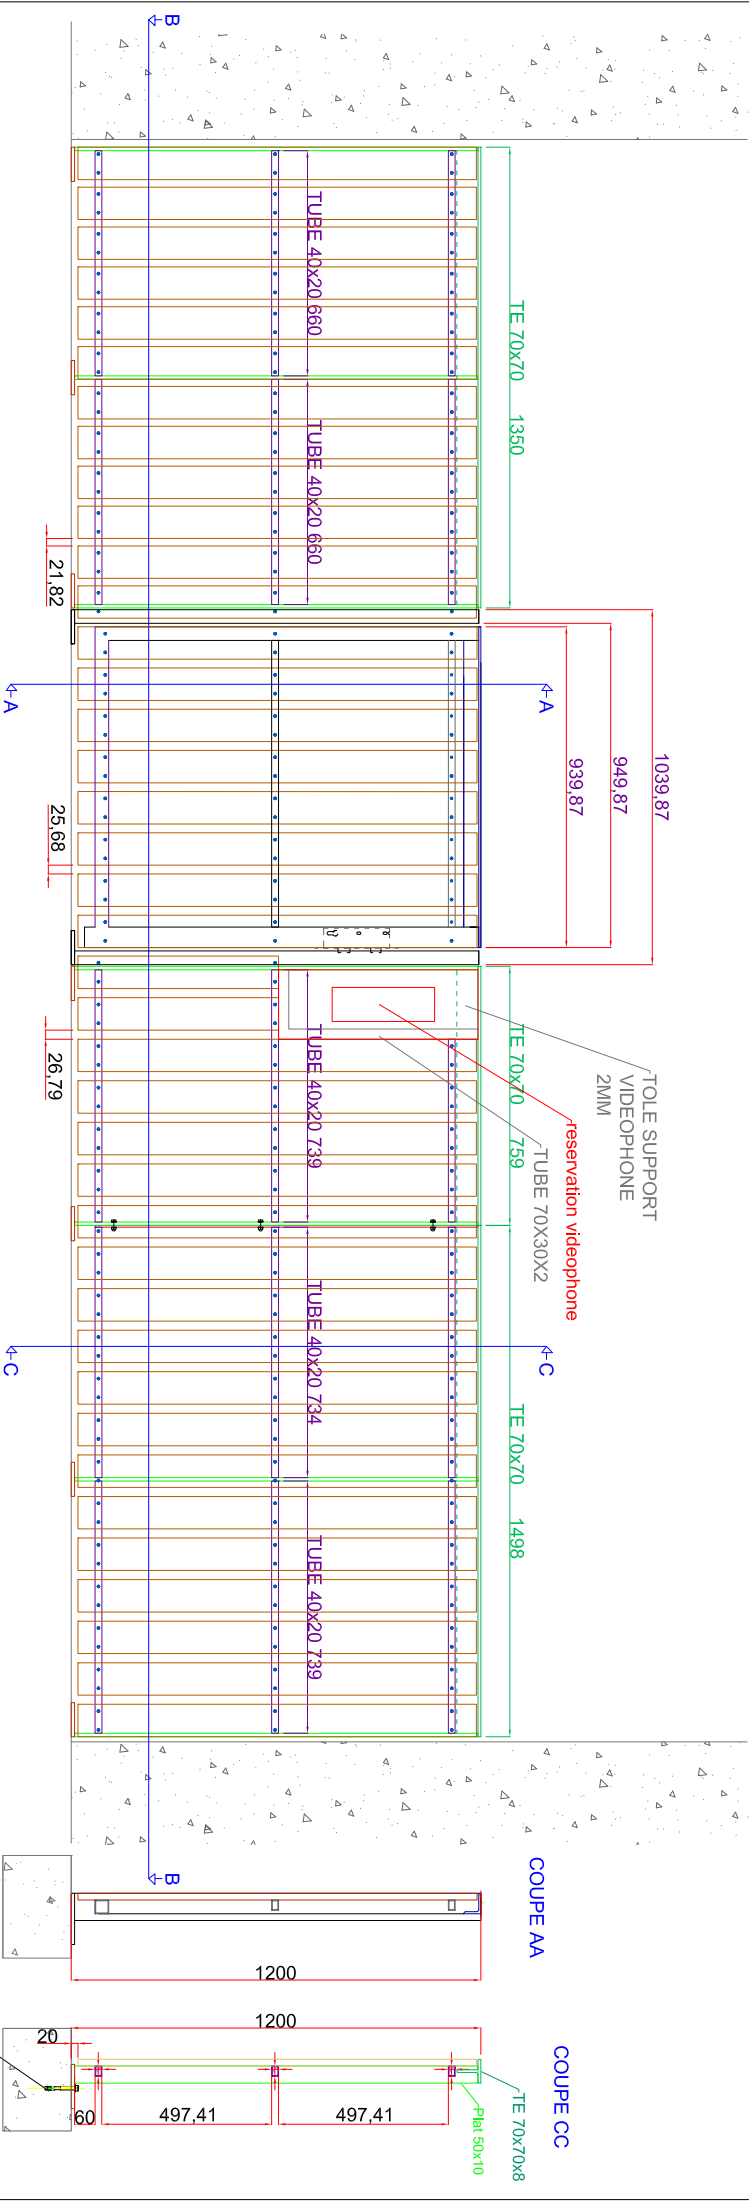 B
TUBE 40x20 660
TE 70x70
1350
TUBE 40x20 660
21,82
1039,87
949,87
939,87
A
A
25,68
TOLE SUPPORT
VIDEOPHONE
2MM
reservation videophone
TUBE 70X30X2
TE 70x70
759
TUBE 40x20 739
26,79
TUBE 40x20 734
C
C
TE 70x70
1498
TUBE 40x20 739
B
COUPE AA
1200
COUPE CC
1200
20
TE 70x70x8
Plat 50x10
60
497,41
497,41